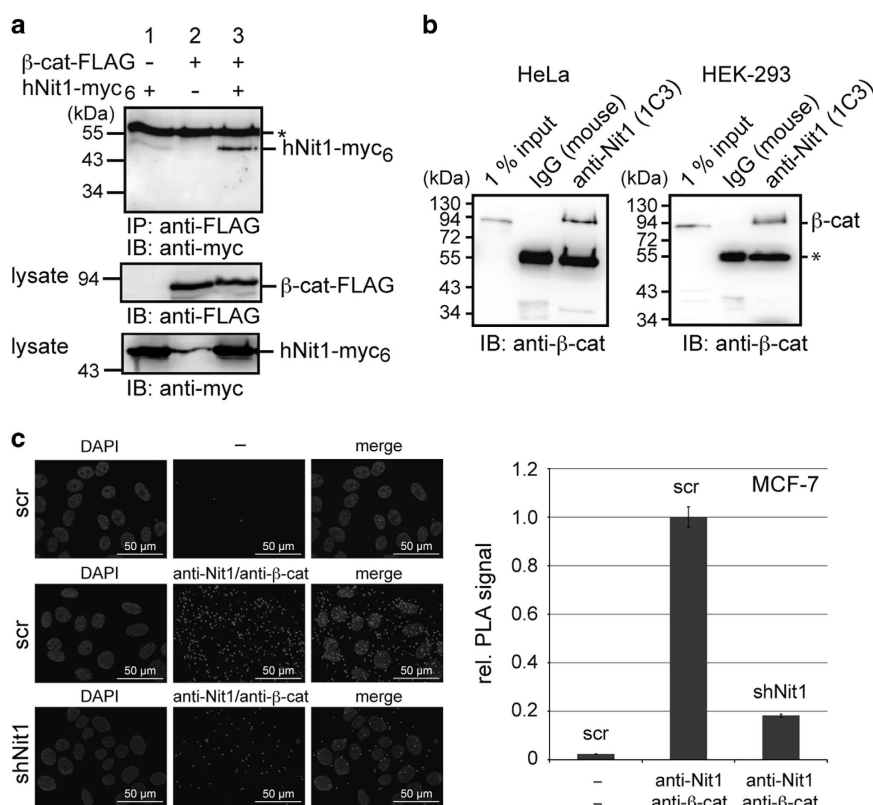 a
1 2 3
β-cat-FLAG – + +
hNit1-myc6 + – +
(kDa)
55
43
34
*
hNit1-myc6
IP: anti-FLAG
IB: anti-myc
lysate 94 β-cat-FLAG
IB: anti-FLAG
lysate hNit1-myc6
43
IB: anti-myc
b
HeLa
1 % input
IgG (mouse)
anti-Nit1 (1C3)
(kDa)
130
94
72
55
43
34
IB: anti-β-cat
HEK-293
1 % input
IgG (mouse)
anti-Nit1 (1C3)
(kDa)
130
94
72
55
43
34
β-cat
*
IB: anti-β-cat
c
DAPI – merge
scr
50 µm 50 µm 50 µm
DAPI anti-Nit1/anti-β-cat merge
scr
50 µm 50 µm 50 µm
DAPI anti-Nit1/anti-β-cat merge
shNit1
50 µm 50 µm 50 µm
MCF-7
rel. PLA signal
1.2
1.0
0.8
0.6
0.4
0.2
0
scr
scr
shNit1
– anti-Nit1 anti-Nit1
– anti-β-cat anti-β-cat